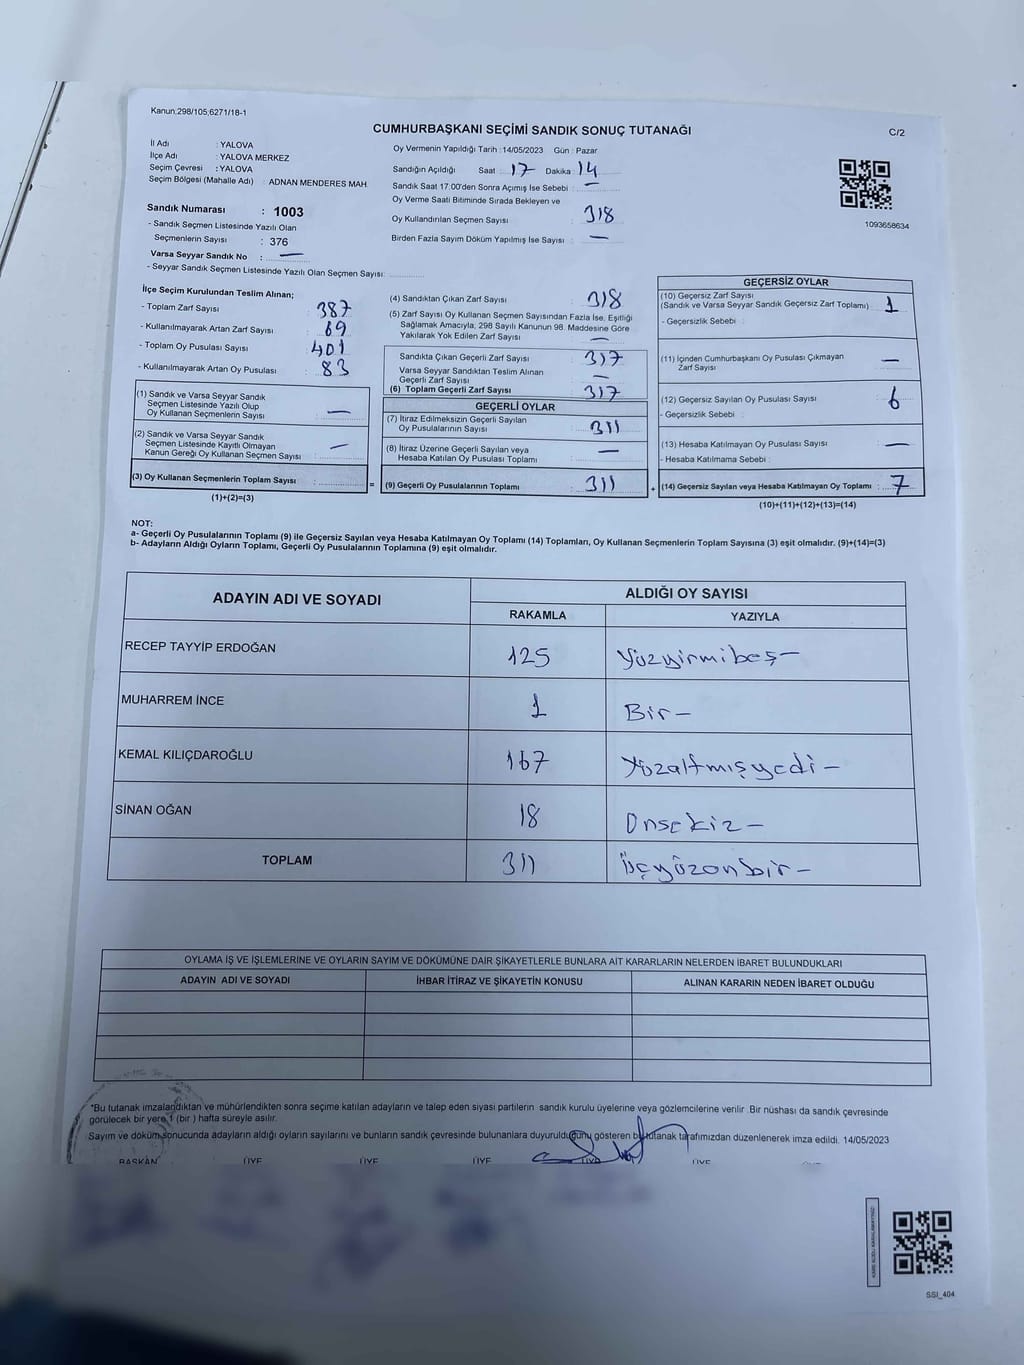 Kanun:298/105;6271/18-1
CUMHURBAŞKANI SEÇİMİ SANDIK SONUÇ TUTANAĞI
C/2
İl Adı : YALOVA
İlçe Adı : YALOVA MERKEZ
Seçim Çevresi : YALOVA
Seçim Bölgesi (Mahalle Adı) : ADNAN MENDERES MAH.
Sandık Numarası : 1003
- Sandık Seçmen Listesinde Yazılı Olan
Seçmenlerin Sayısı : 376
Varsa Seyyar Sandık No : —
- Seyyar Sandık Seçmen Listesinde Yazılı Olan Seçmen Sayısı:
Oy Vermenin Yapıldığı Tarih :14/05/2023 Gün : Pazar
Sandığın Açıldığı Saat : 17 Dakika : 14
Sandık Saat 17:00'den Sonra Açımış İse Sebebi : —
Oy Verme Saati Bitiminde Sırada Bekleyen ve
Oy Kullandırılan Seçmen Sayısı : 318
Birden Fazla Sayım Döküm Yapılmış İse Sayısı : —
1093658634
İlçe Seçim Kurulundan Teslim Alınan;
- Toplam Zarf Sayısı : 387
- Kullanılmayarak Artan Zarf Sayısı : 69
- Toplam Oy Pusulası Sayısı : 401
- Kullanılmayarak Artan Oy Pusulası : 83
(1) Sandık ve Varsa Seyyar Sandık
Seçmen Listesinde Yazılı Olup
Oy Kullanan Seçmenlerin Sayısı : —
(2) Sandık ve Varsa Seyyar Sandık
Seçmen Listesinde Kayıtlı Olmayan
Kanun Gereği Oy Kullanan Seçmen Sayısı : —
(3) Oy Kullanan Seçmenlerin Toplam Sayısı :
(1)+(2)=(3)
(4) Sandıktan Çıkan Zarf Sayısı : 318
(5) Zarf Sayısı Oy Kullanan Seçmen Sayısından Fazla İse, Eşitliği
Sağlamak Amacıyla, 298 Sayılı Kanunun 98. Maddesine Göre
Yakılarak Yok Edilen Zarf Sayısı : —
Sandıkta Çıkan Geçerli Zarf Sayısı : 317
Varsa Seyyar Sandıktan Teslim Alınan
Geçerli Zarf Sayısı : —
(6) Toplam Geçerli Zarf Sayısı : 317
GEÇERLİ OYLAR
(7) İtiraz Edilmeksizin Geçerli Sayılan
Oy Pusulalarının Sayısı : 311
(8) İtiraz Üzerine Geçerli Sayılan veya
Hesaba Katılan Oy Pusulası Toplamı : —
= (9) Geçerli Oy Pusulalarının Toplamı : 311
GEÇERSİZ OYLAR
(10) Geçersiz Zarf Sayısı
(Sandık ve Varsa Seyyar Sandık Geçersiz Zarf Toplamı) : 1
- Geçersizlik Sebebi :
(11) İçinden Cumhurbaşkanı Oy Pusulası Çıkmayan
Zarf Sayısı : —
(12) Geçersiz Sayılan Oy Pusulası Sayısı : 6
- Geçersizlik Sebebi :
(13) Hesaba Katılmayan Oy Pusulası Sayısı : —
- Hesaba Katılmama Sebebi :
+ (14) Geçersiz Sayılan veya Hesaba Katılmayan Oy Toplamı : 7
(10)+(11)+(12)+(13)=(14)
NOT:
a- Geçerli Oy Pusulalarının Toplamı (9) ile Geçersiz Sayılan veya Hesaba Katılmayan Oy Toplamı (14) Toplamları, Oy Kullanan Seçmenlerin Toplam Sayısına (3) eşit olmalıdır. (9)+(14)=(3)
b- Adayların Aldığı Oyların Toplamı, Geçerli Oy Pusulalarının Toplamına (9) eşit olmalıdır.
ADAYIN ADI VE SOYADI ALDIĞI OY SAYISI
RAKAMLA YAZIYLA
RECEP TAYYİP ERDOĞAN 125 Yüzyirmibeş—
MUHARREM İNCE 1 Bir—
KEMAL KILIÇDAROĞLU 167 Yüzaltmışyedi—
SİNAN OĞAN 18 Onsekiz—
TOPLAM 311 Üçyüzonbir—
OYLAMA İŞ VE İŞLEMLERİNE VE OYLARIN SAYIM VE DÖKÜMÜNE DAİR ŞİKAYETLERLE BUNLARA AİT KARARLARIN NELERDEN İBARET BULUNDUKLARI
ADAYIN ADI VE SOYADI İHBAR İTİRAZ VE ŞİKAYETİN KONUSU ALINAN KARARIN NEDEN İBARET OLDUĞU
*Bu tutanak imzalandıktan ve mühürlendikten sonra seçime katılan adayların ve talep eden siyasi partilerin sandık kurulu üyelerine veya gözlemcilerine verilir .Bir nüshası da sandık çevresinde
görülecek bir yere 1 (bir ) hafta süreyle asılır.
Sayım ve döküm sonucunda adayların aldığı oyların sayılarını ve bunların sandık çevresinde bulunanlara duyurulduğunu gösteren bu tutanak tarafımızdan düzenlenerek imza edildi. 14/05/2023
BAŞKAN ÜYE ÜYE ÜYE ÜYE ÜYE
SSI_404